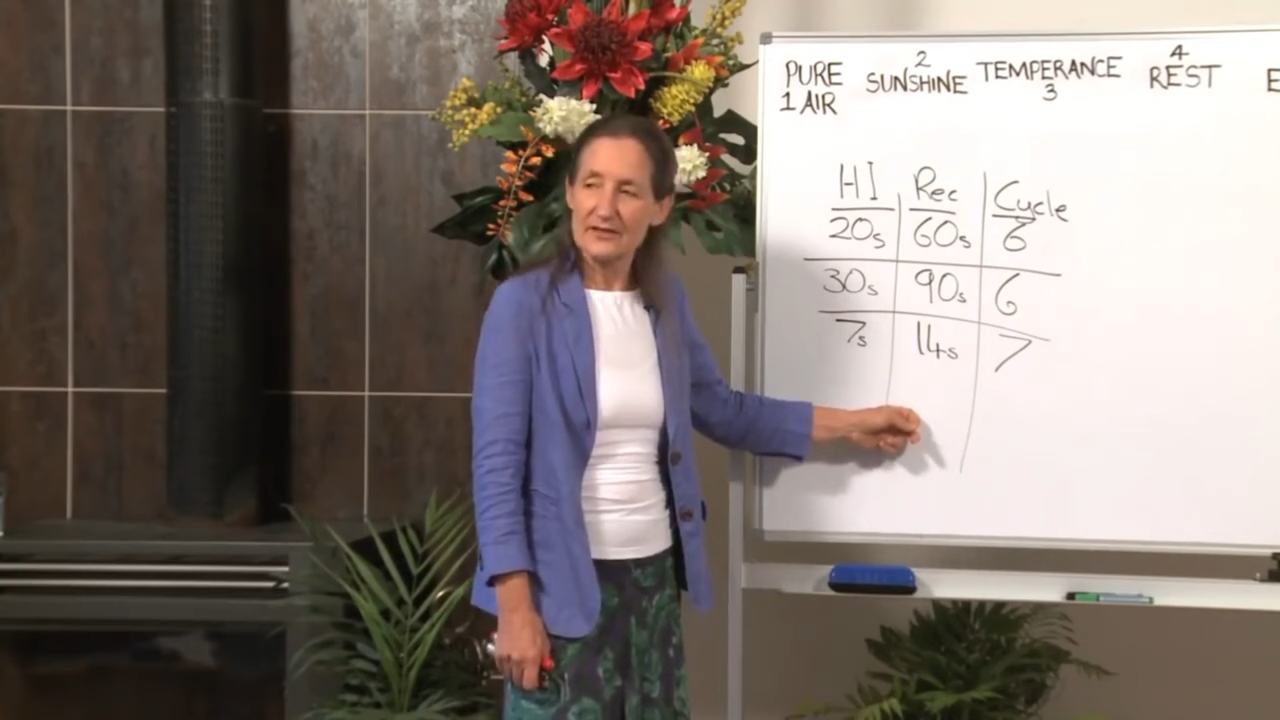 PURE SUNSHINE 2 TEMPERANCE REST 4 E
1 AIR 3
HI Rec Cycle
20s 60s 6
30s 90s 6
7s 14s 7